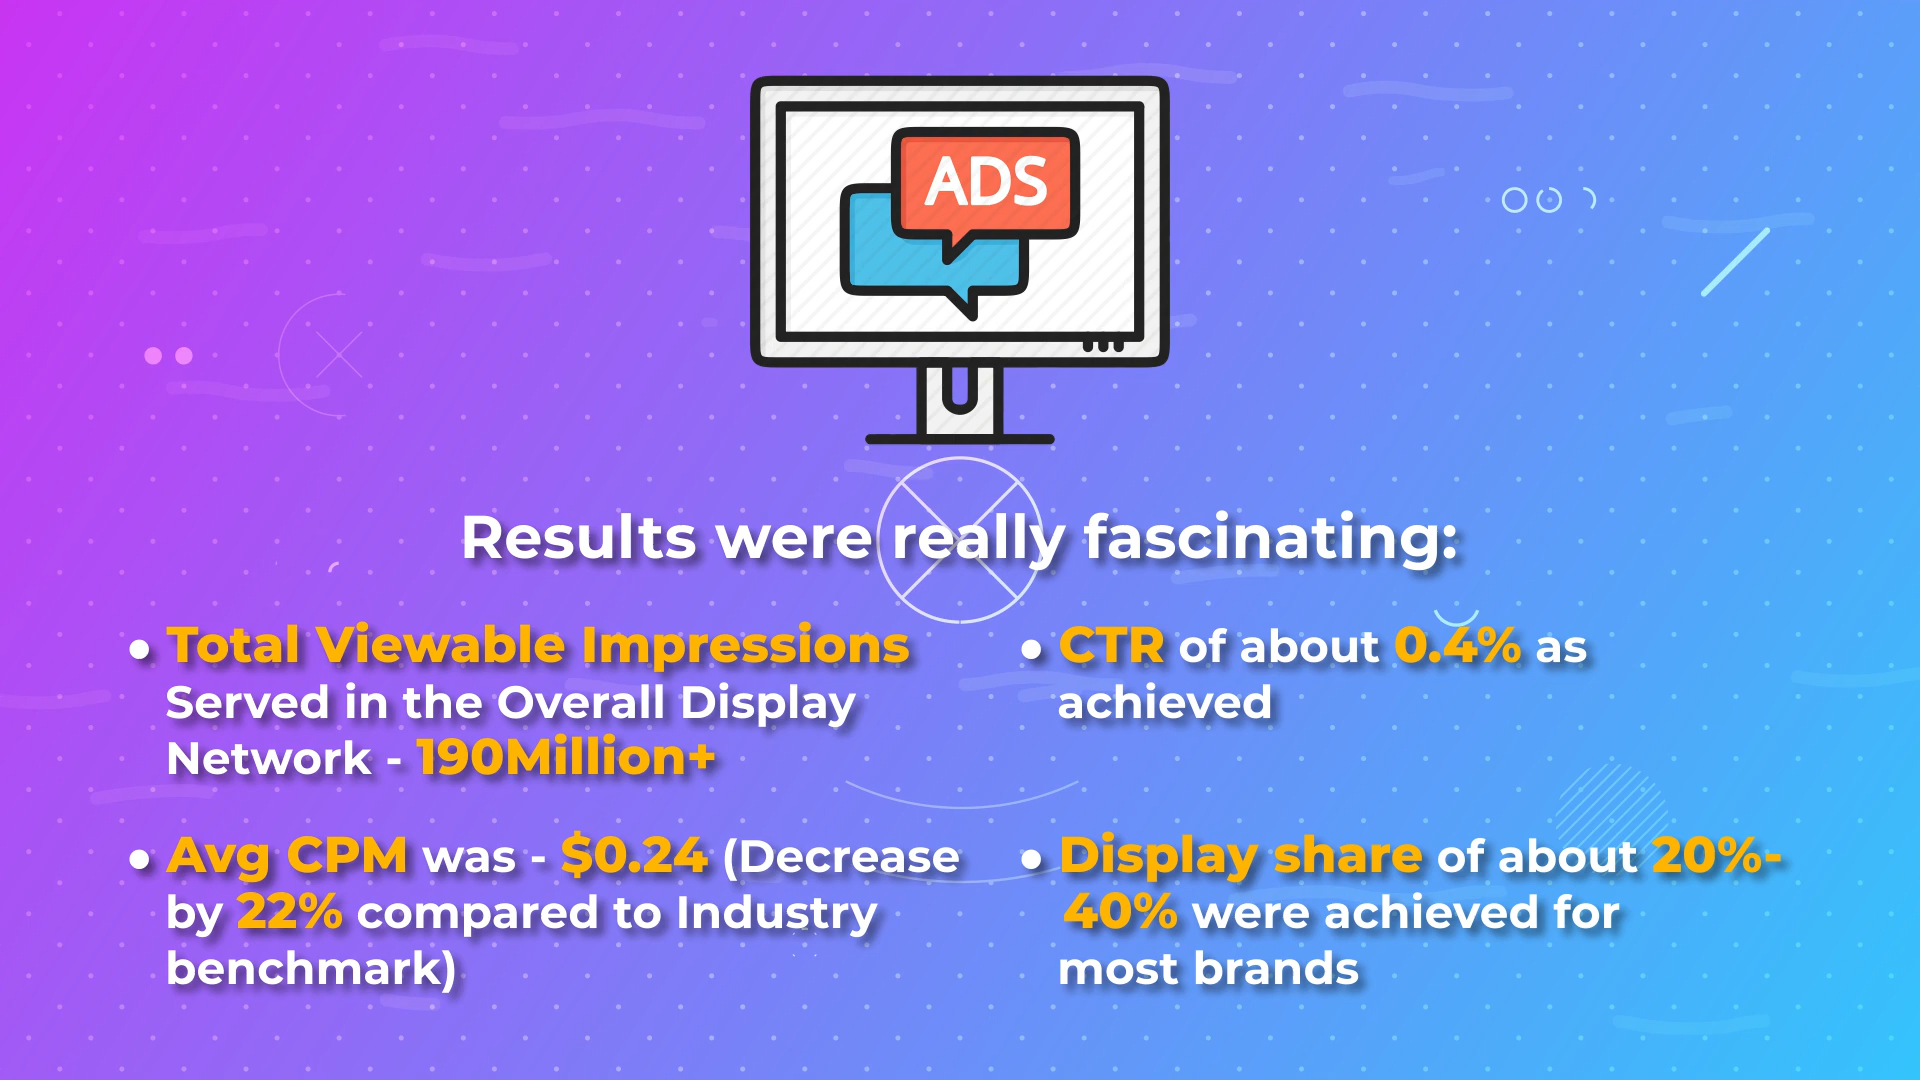 ADS
Results were really fascinating:
• Total Viewable Impressions
Served in the Overall Display
Network - 190Million+
• Avg CPM was - $0.24 (Decrease
by 22% compared to Industry
benchmark)
• CTR of about 0.4% as
achieved
• Display share of about 20%-
40% were achieved for
most brands